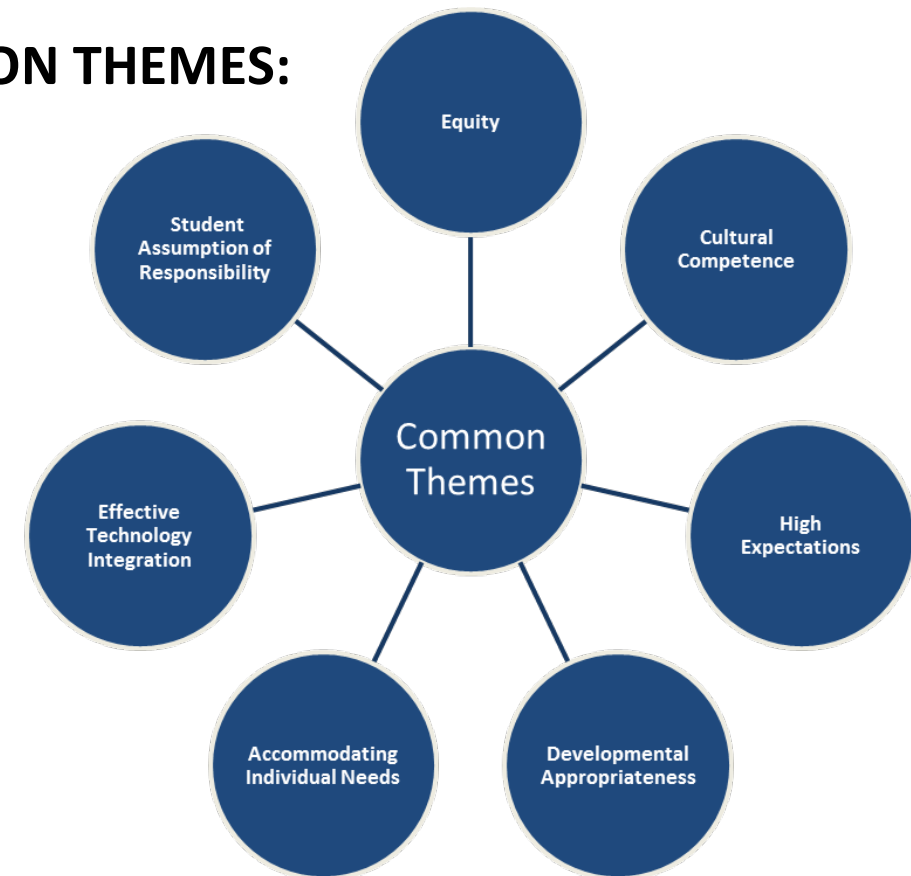 ON THEMES:
Equity
Cultural
Competence
High
Expectations
Developmental
Appropriateness
Accommodating
Individual Needs
Effective
Technology
Integration
Student
Assumption of
Responsibility
Common
Themes